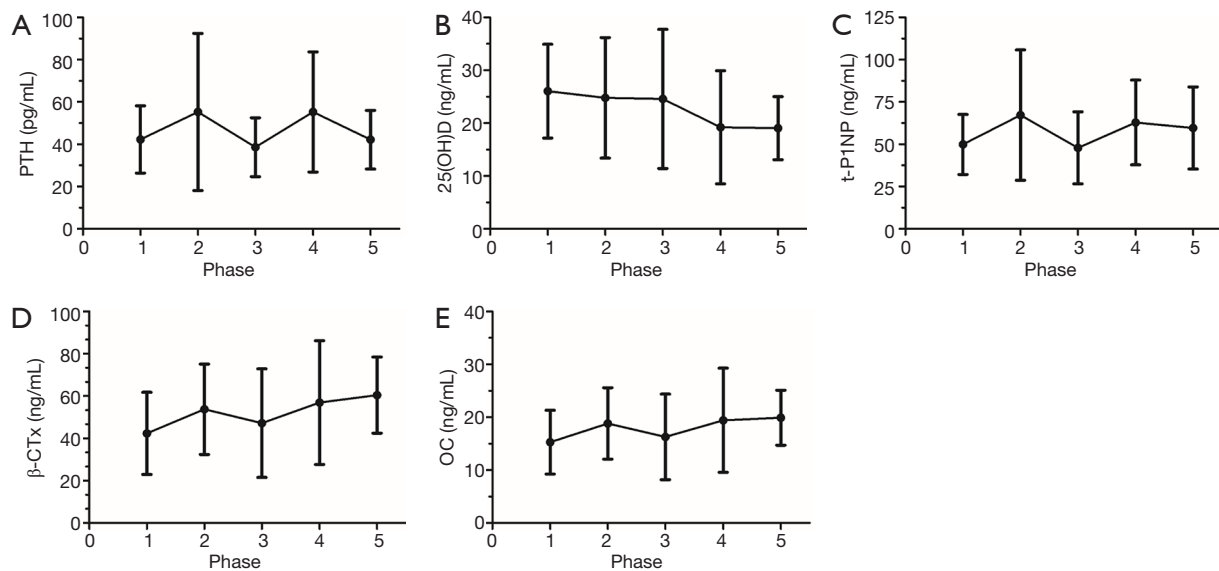 A
PTH (pg/mL)
100
80
60
40
20
0
0 1 2 3 4 5
Phase
B
25(OH)D (ng/mL)
40
30
20
10
0
0 1 2 3 4 5
Phase
C
t-P1NP (ng/mL)
125
100
75
50
25
0
0 1 2 3 4 5
Phase
D
β-CTx (ng/mL)
100
80
60
40
20
0
0 1 2 3 4 5
Phase
E
OC (ng/mL)
40
30
20
10
0
0 1 2 3 4 5
Phase